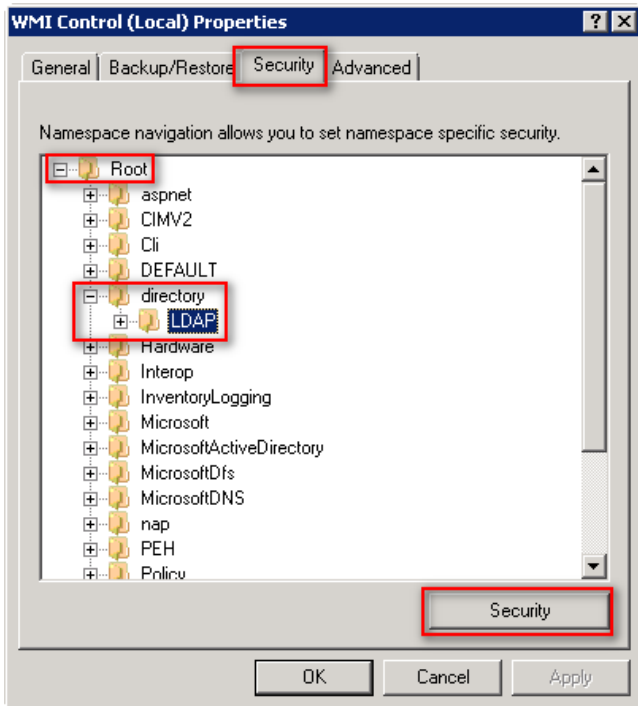 WMI Control (Local) Properties
General Backup/Restore Security Advanced
Namespace navigation allows you to set namespace specific security.
Root
aspnet
CIMV2
Cli
DEFAULT
directory
LDAP
Hardware
Interop
InventoryLogging
Microsoft
MicrosoftActiveDirectory
MicrosoftDfs
MicrosoftDNS
nap
PEH
Policy
Security
OK Cancel Apply